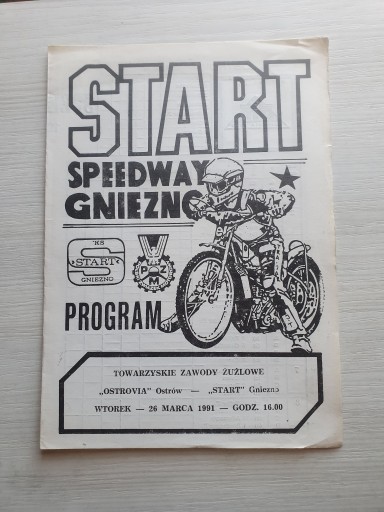 START
SPEEDWAY
GNIEZNO
KS
START
GNIEZNO
PZM
PROGRAM
TOWARZYSKIE ZAWODY ŻUŻLOWE
„OSTROVIA" Ostrów — „START" Gniezno
WTOREK — 26 MARCA 1991 — GODZ. 16.00